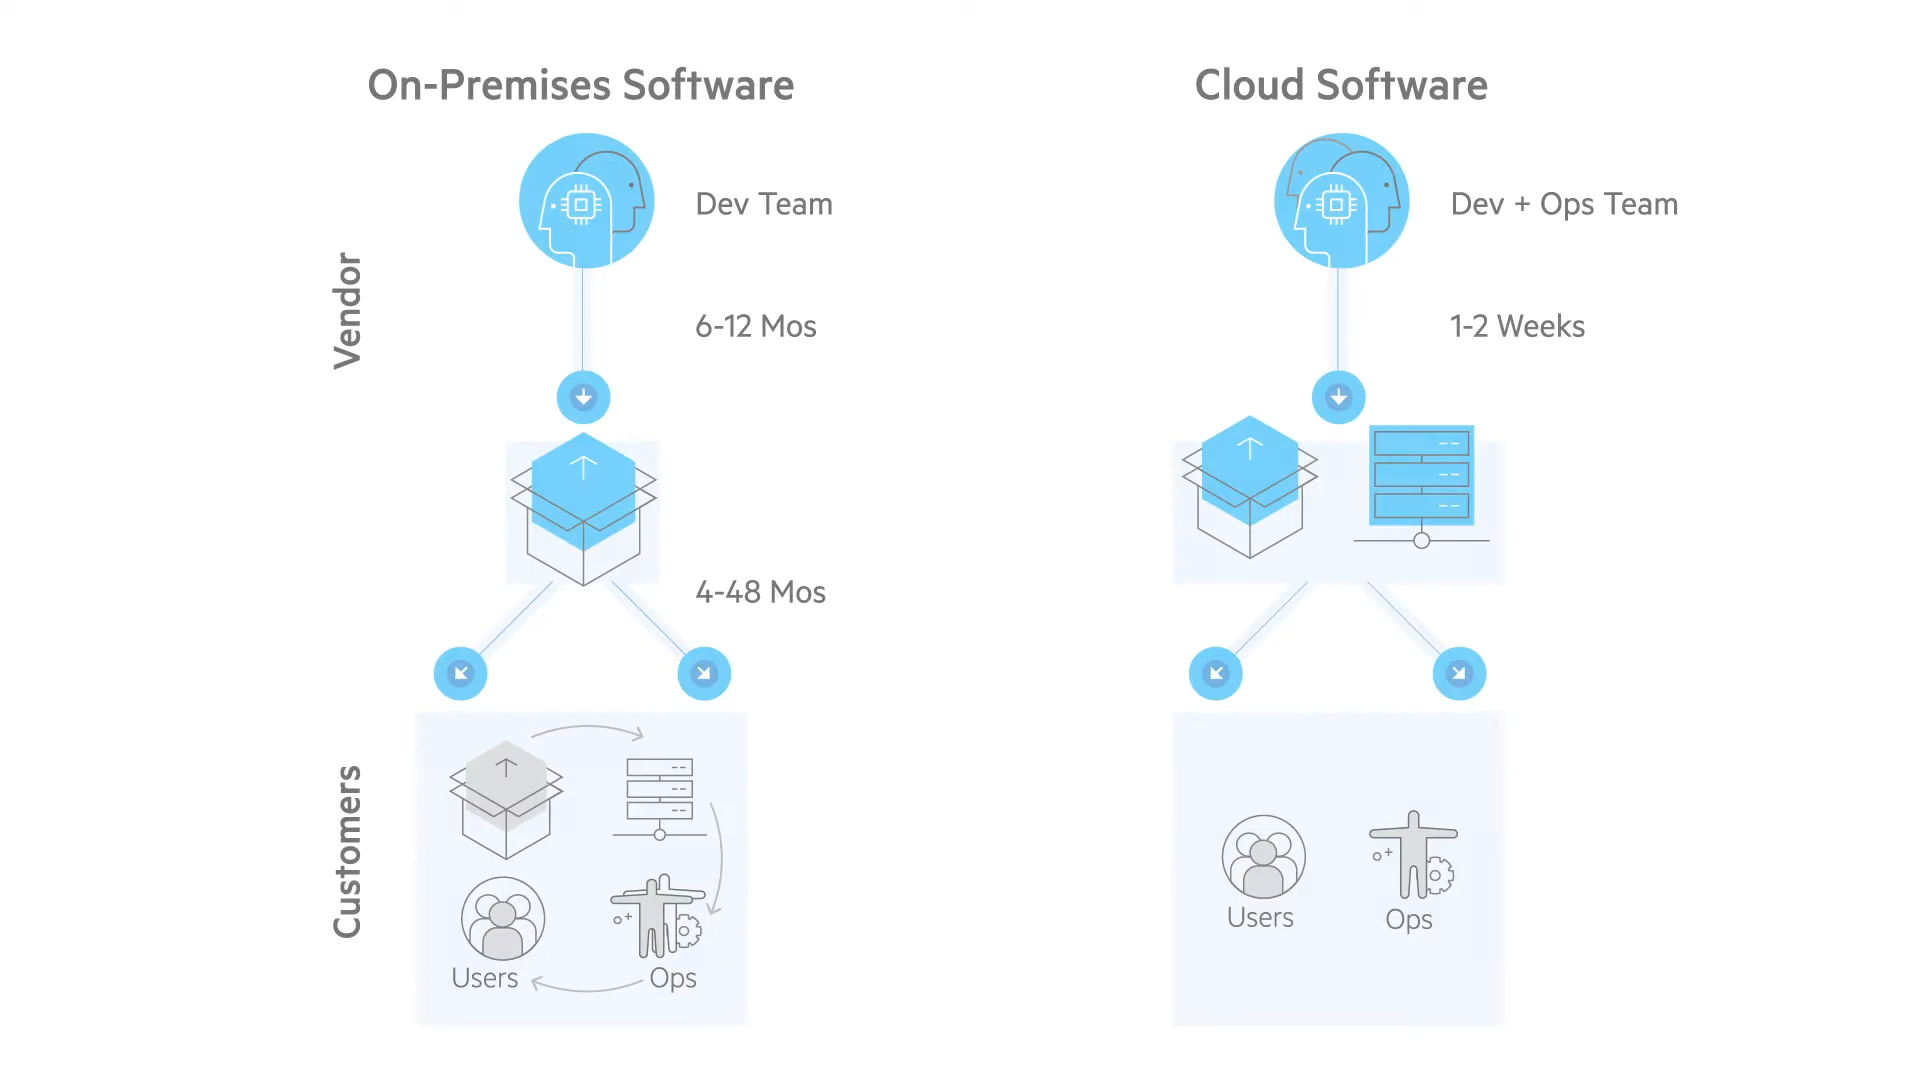 On-Premises Software
Cloud Software
Dev Team
Dev + Ops Team
Vendor
6-12 Mos
1-2 Weeks
4-48 Mos
Customers
Users
Ops
Users
Ops